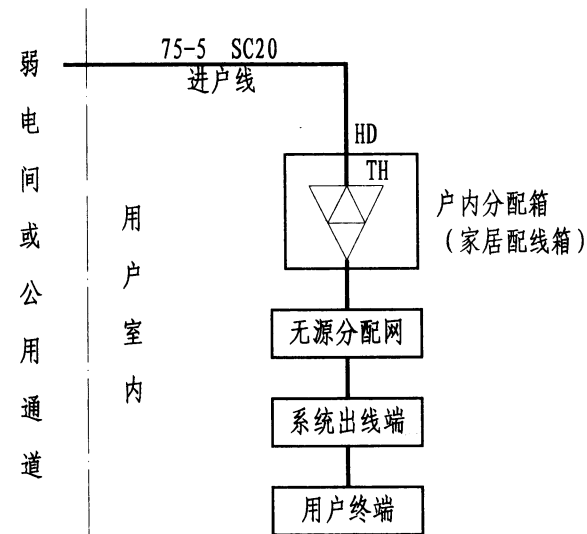 75-5 SC20
进户线
弱电间或公用通道
用户室内
HD
TH
户内分配箱
(家居配线箱)
无源分配网
系统出线端
用户终端